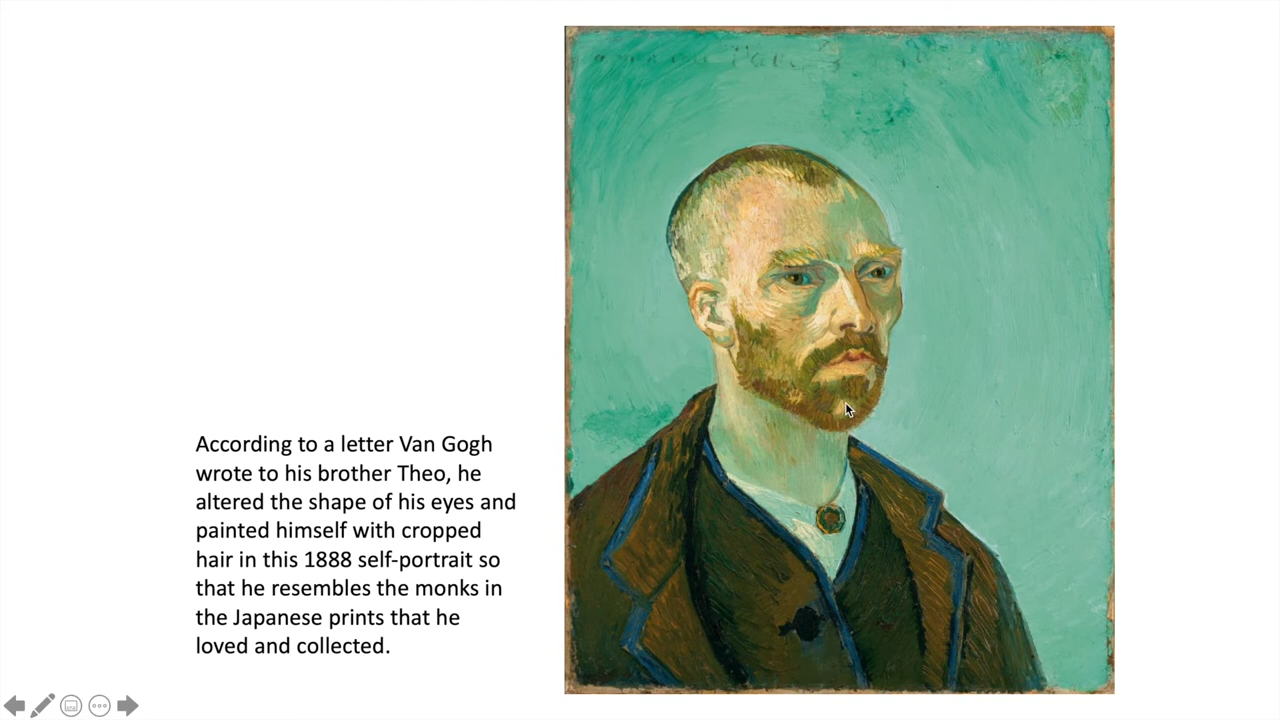 According to a letter Van Gogh
wrote to his brother Theo, he
altered the shape of his eyes and
painted himself with cropped
hair in this 1888 self-portrait so
that he resembles the monks in
the Japanese prints that he
loved and collected.